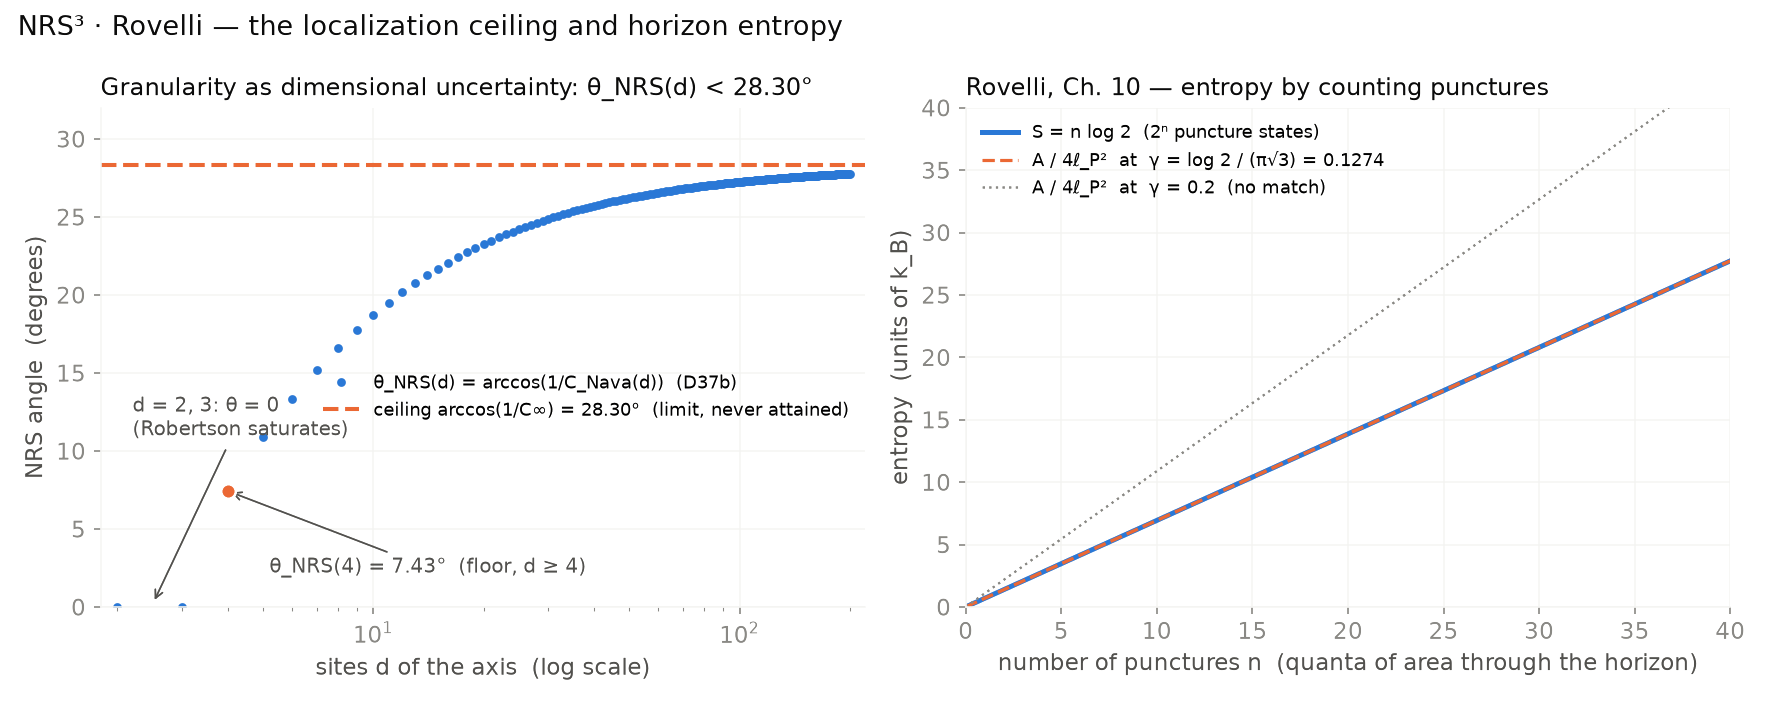 NRS³ · Rovelli — the localization ceiling and horizon entropy
Granularity as dimensional uncertainty: θ_NRS(d) < 28.30°
NRS angle (degrees)
30
25
20
15
10
5
0
θ_NRS(d) = arccos(1/C_Nava(d)) (D37b)
ceiling arccos(1/C∞) = 28.30° (limit, never attained)
d = 2, 3: θ = 0
(Robertson saturates)
θ_NRS(4) = 7.43° (floor, d ≥ 4)
10¹
10²
sites d of the axis (log scale)
Rovelli, Ch. 10 — entropy by counting punctures
entropy (units of k_B)
40
35
30
25
20
15
10
5
0
S = n log 2 (2ⁿ puncture states)
A / 4ℓ_P² at γ = log 2 / (π√3) = 0.1274
A / 4ℓ_P² at γ = 0.2 (no match)
0
5
10
15
20
25
30
35
40
number of punctures n (quanta of area through the horizon)